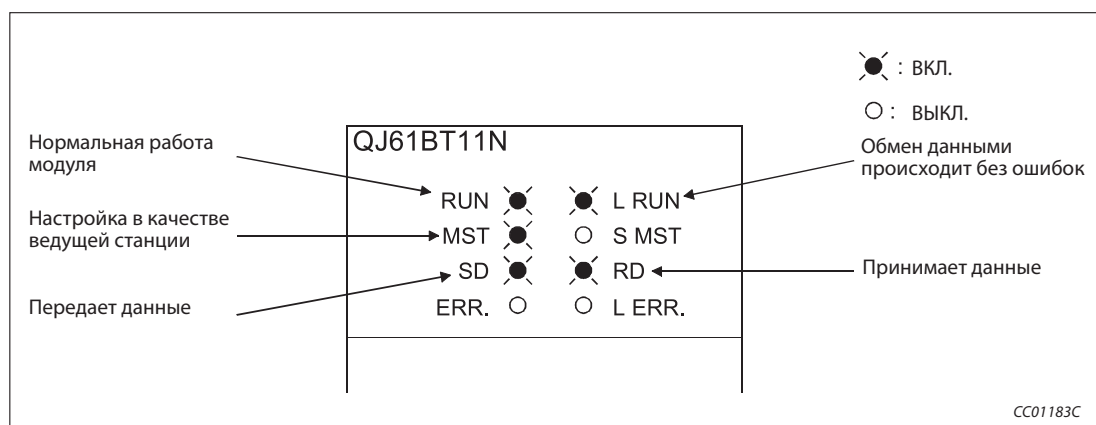 : ВКЛ.
: ВЫКЛ.
Нормальная работа
модуля
Настройка в качестве
ведущей станции
Передает данные
QJ61BT11N
RUN
L RUN
MST
S MST
SD
RD
ERR.
L ERR.
Обмен данными
происходит без ошибок
Принимает данные
CC01183C